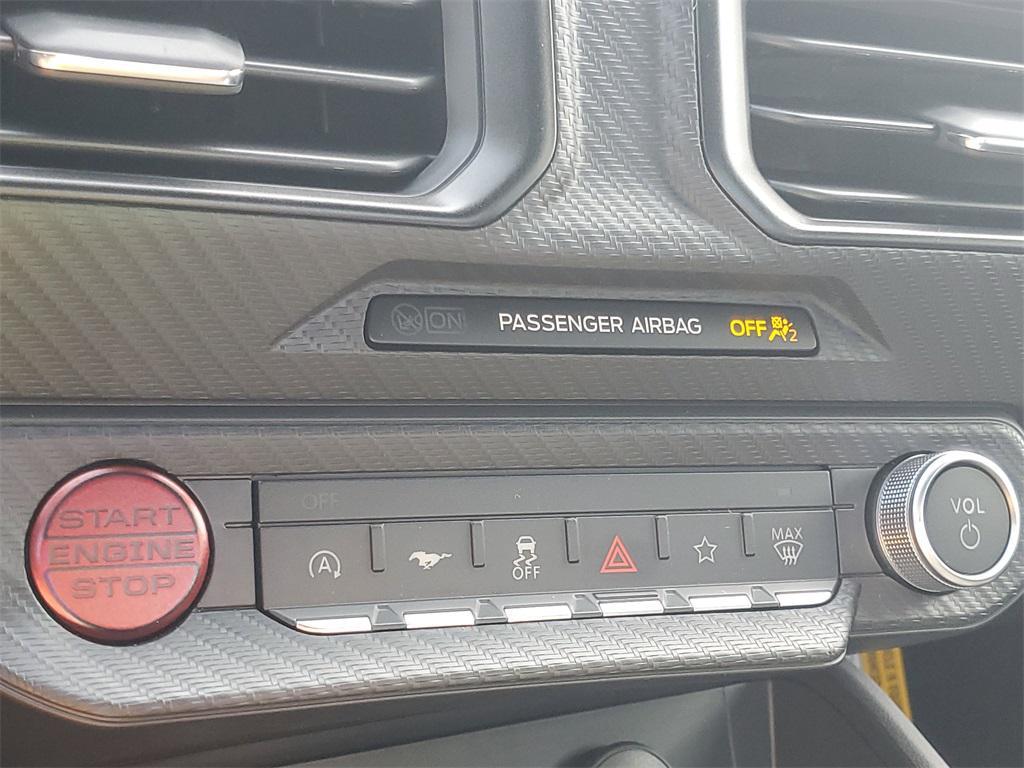 ON PASSENGER AIRBAG OFF 2
START
ENGINE
STOP
OFF
A
OFF
MAX
VOL